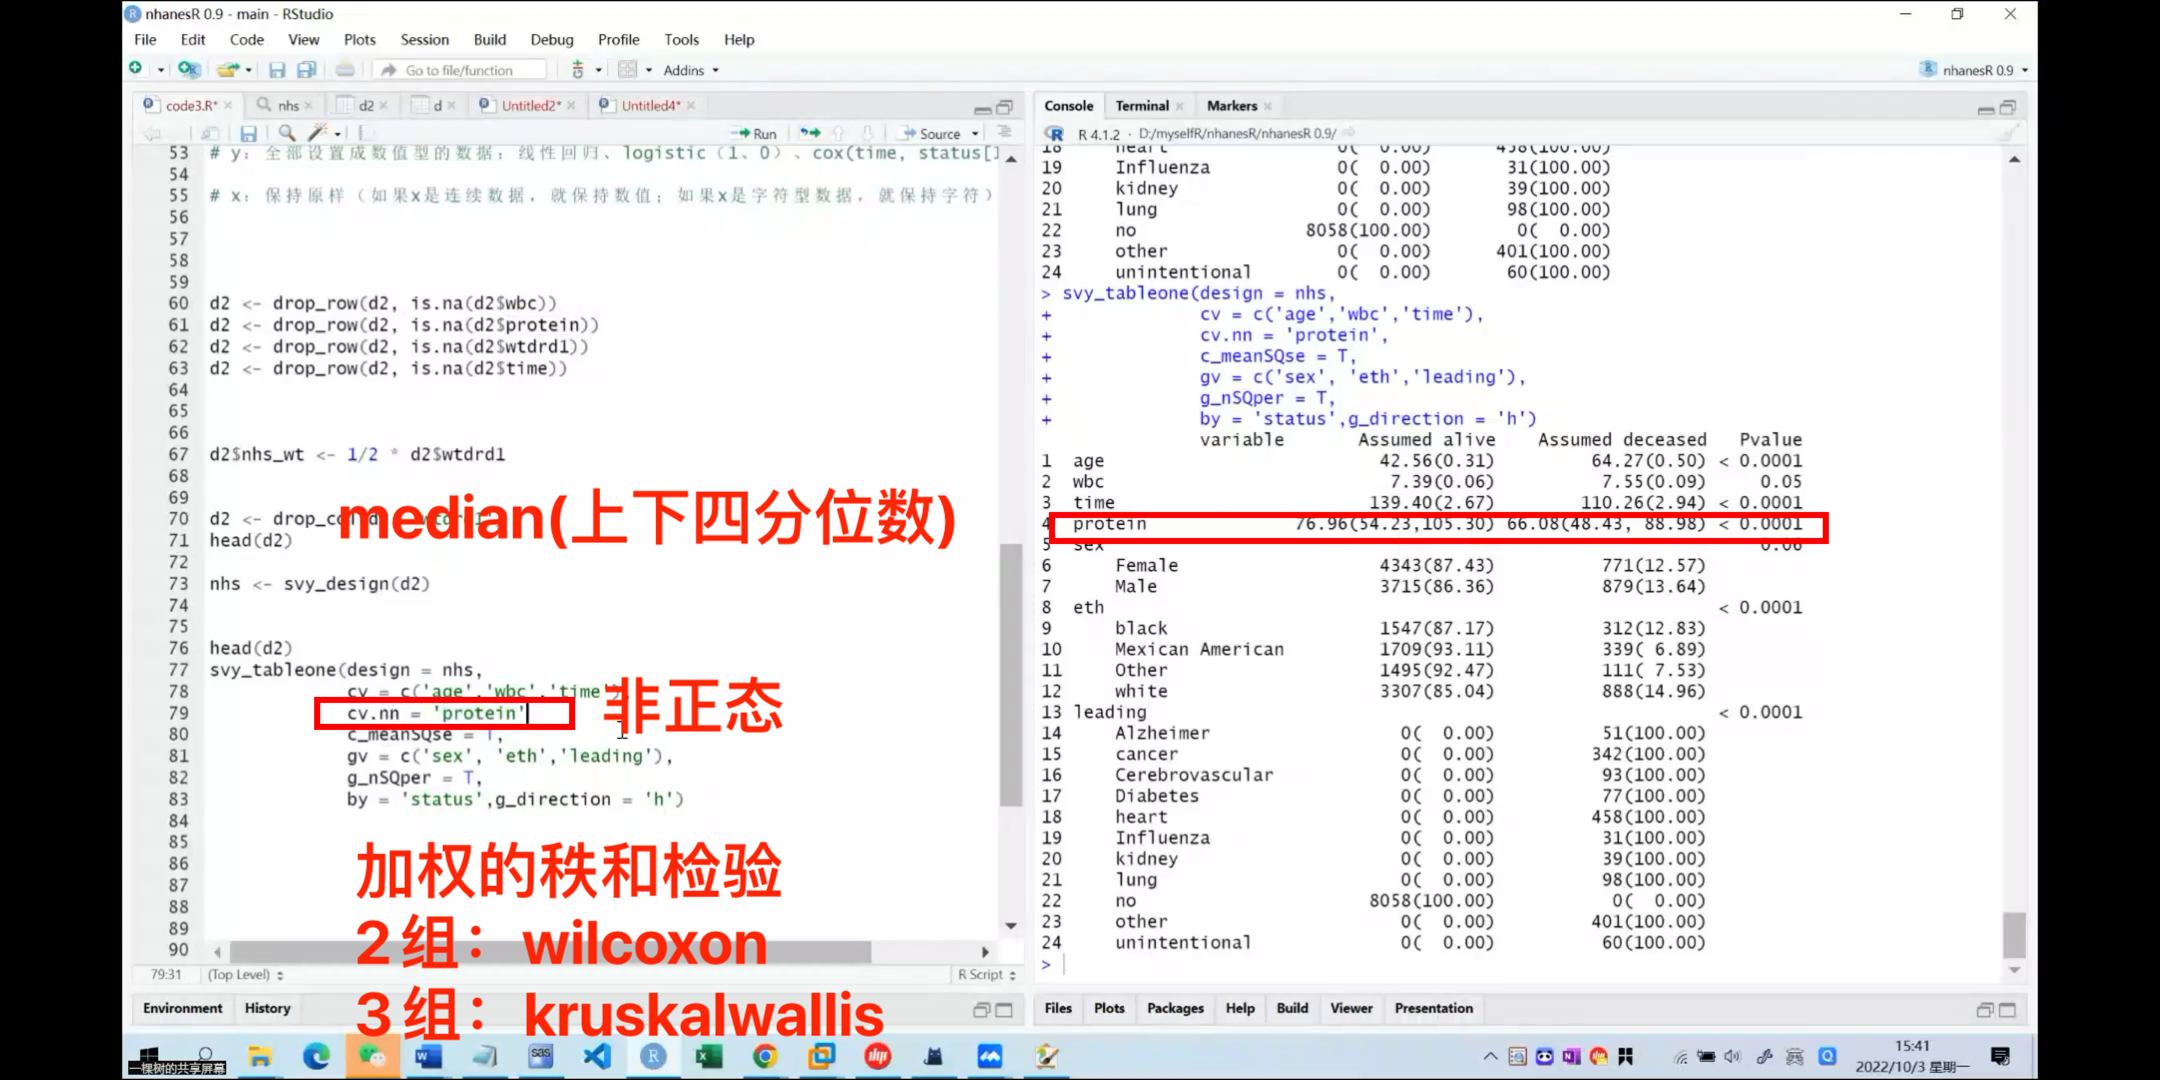 nhanesR 0.9 - main - RStudio
File Edit Code View Plots Session Build Debug Profile Tools Help
Go to file/function Addins nhanesR 0.9
code3.R* nhs d2 d Untitled2* Untitled4*
Run Source
53 # y: 全部设置成数值型的数据：线性回归、logistic（1、0）、cox(time, status[1
54
55 # x: 保持原样（如果x是连续数据，就保持数值；如果x是字符型数据，就保持字符）
56
57
58
59
60 d2 <- drop_row(d2, is.na(d2$wbc))
61 d2 <- drop_row(d2, is.na(d2$protein))
62 d2 <- drop_row(d2, is.na(d2$wtdrd1))
63 d2 <- drop_row(d2, is.na(d2$time))
64
65
66
67 d2$nhs_wt <- 1/2 * d2$wtdrd1
68
69
median(上下四分位数)
70 d2 <- drop_co
71 head(d2)
72
73 nhs <- svy_design(d2)
74
75
76 head(d2)
77 svy_tableone(design = nhs,
78 cv = c('age','wbc','time'
79 cv.nn = 'protein'
非正态
80 c_meanSQse = T,
81 gv = c('sex', 'eth','leading'),
82 g_nSQper = T,
83 by = 'status',g_direction = 'h')
84
85
86
加权的秩和检验
87
88
89
2组：wilcoxon
90
79:31 (Top Level) R Script
3组：kruskalwallis
Environment History
Console Terminal Markers
R 4.1.2 · D:/myselfR/nhanesR/nhanesR 0.9/
18 heart 0( 0.00) 458(100.00)
19 Influenza 0( 0.00) 31(100.00)
20 kidney 0( 0.00) 39(100.00)
21 lung 0( 0.00) 98(100.00)
22 no 8058(100.00) 0( 0.00)
23 other 0( 0.00) 401(100.00)
24 unintentional 0( 0.00) 60(100.00)
> svy_tableone(design = nhs,
+ cv = c('age','wbc','time'),
+ cv.nn = 'protein',
+ c_meanSQse = T,
+ gv = c('sex', 'eth','leading'),
+ g_nSQper = T,
+ by = 'status',g_direction = 'h')
variable Assumed alive Assumed deceased Pvalue
1 age 42.56(0.31) 64.27(0.50) < 0.0001
2 wbc 7.39(0.06) 7.55(0.09) 0.05
3 time 139.40(2.67) 110.26(2.94) < 0.0001
4 protein 76.96(54.23,105.30) 66.08(48.43, 88.98) < 0.0001
5 sex 0.06
6 Female 4343(87.43) 771(12.57)
7 Male 3715(86.36) 879(13.64)
8 eth < 0.0001
9 black 1547(87.17) 312(12.83)
10 Mexican American 1709(93.11) 339( 6.89)
11 Other 1495(92.47) 111( 7.53)
12 white 3307(85.04) 888(14.96)
13 leading < 0.0001
14 Alzheimer 0( 0.00) 51(100.00)
15 cancer 0( 0.00) 342(100.00)
16 Cerebrovascular 0( 0.00) 93(100.00)
17 Diabetes 0( 0.00) 77(100.00)
18 heart 0( 0.00) 458(100.00)
19 Influenza 0( 0.00) 31(100.00)
20 kidney 0( 0.00) 39(100.00)
21 lung 0( 0.00) 98(100.00)
22 no 8058(100.00) 0( 0.00)
23 other 0( 0.00) 401(100.00)
24 unintentional 0( 0.00) 60(100.00)
>
Files Plots Packages Help Build Viewer Presentation
一棵树的共享屏幕
15:41
2022/10/3 星期一